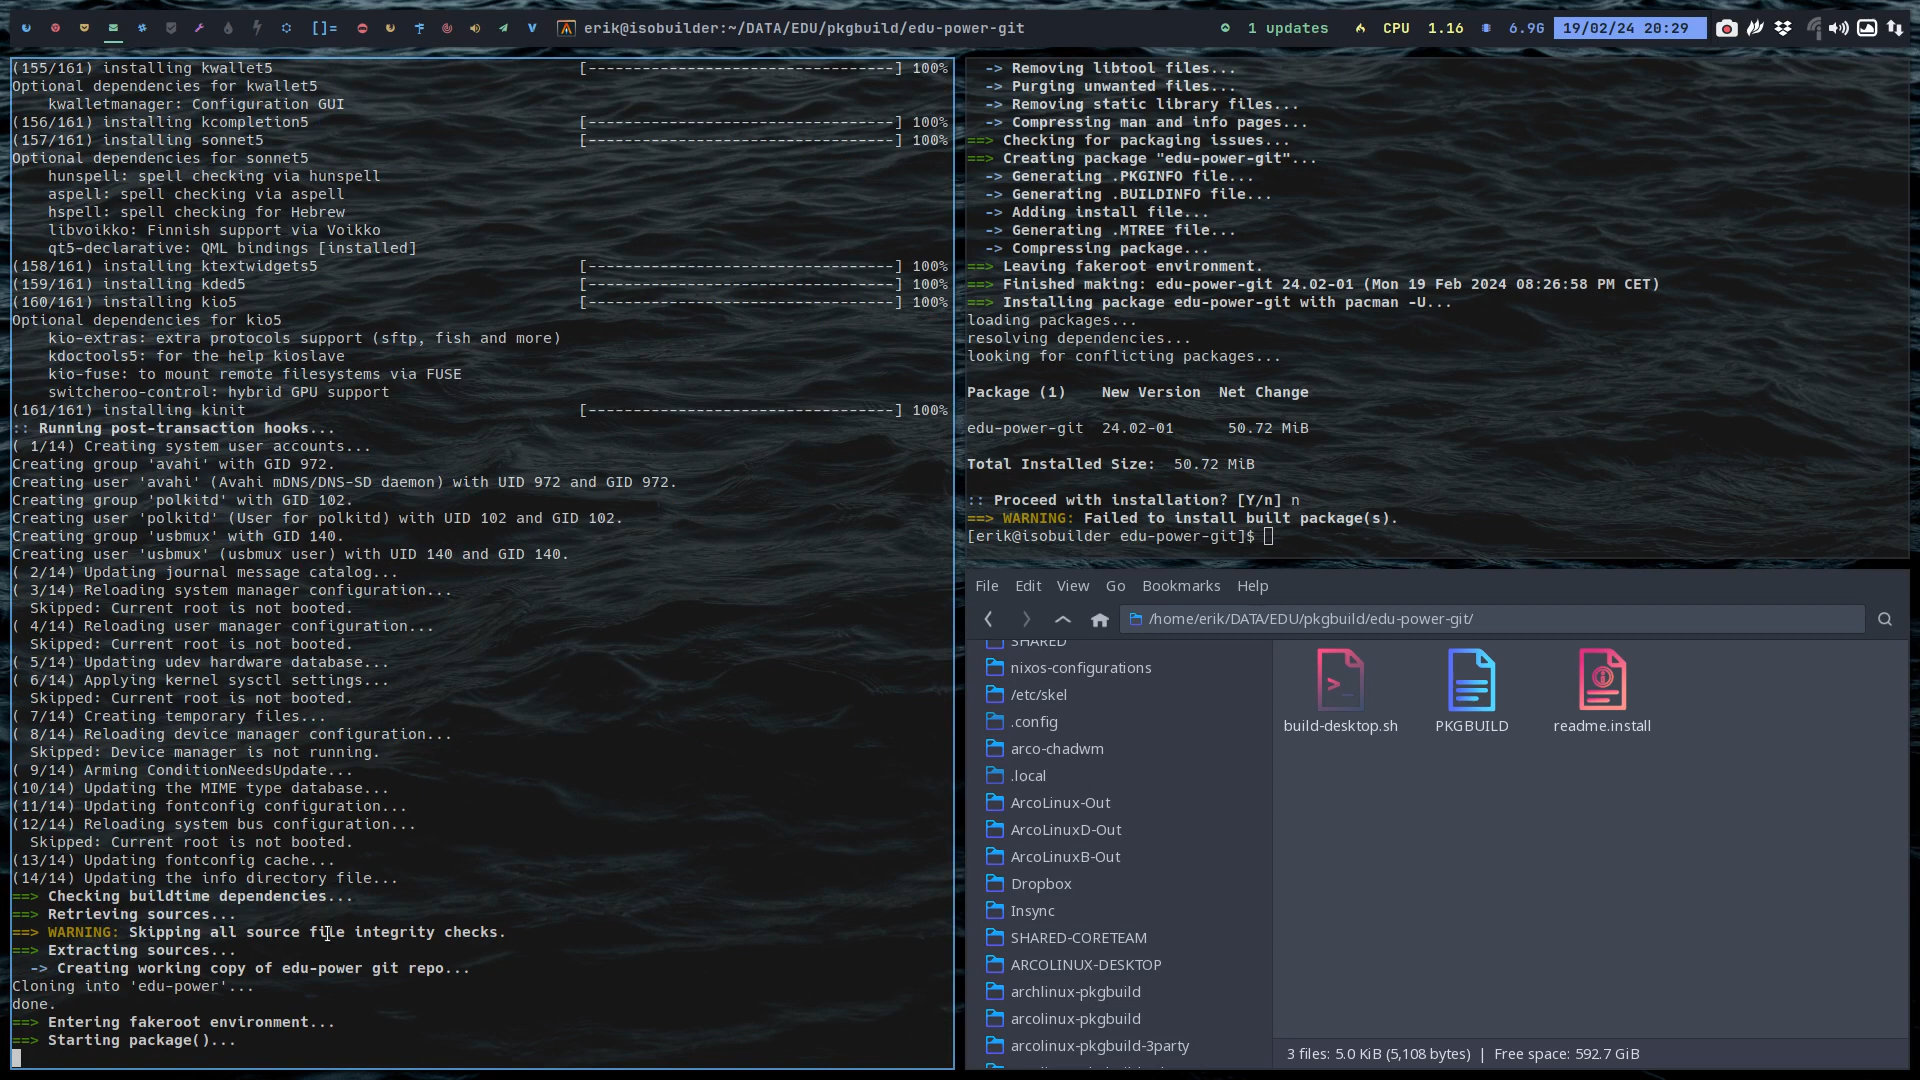 []=
V
erik@isobuilder:~/DATA/EDU/pkgbuild/edu-power-git
1 updates
CPU 1.16
6.9G
19/02/24 20:29
(155/161) installing kwallet5 [----------------------------------] 100%
Optional dependencies for kwallet5
kwalletmanager: Configuration GUI
(156/161) installing kcompletion5 [----------------------------------] 100%
(157/161) installing sonnet5 [----------------------------------] 100%
Optional dependencies for sonnet5
hunspell: spell checking via hunspell
aspell: spell checking via aspell
hspell: spell checking for Hebrew
libvoikko: Finnish support via Voikko
qt5-declarative: QML bindings [installed]
(158/161) installing ktextwidgets5 [----------------------------------] 100%
(159/161) installing kded5 [----------------------------------] 100%
(160/161) installing kio5 [----------------------------------] 100%
Optional dependencies for kio5
kio-extras: extra protocols support (sftp, fish and more)
kdoctools5: for the help kioslave
kio-fuse: to mount remote filesystems via FUSE
switcheroo-control: hybrid GPU support
(161/161) installing kinit [----------------------------------] 100%
:: Running post-transaction hooks...
( 1/14) Creating system user accounts...
Creating group 'avahi' with GID 972.
Creating user 'avahi' (Avahi mDNS/DNS-SD daemon) with UID 972 and GID 972.
Creating group 'polkitd' with GID 102.
Creating user 'polkitd' (User for polkitd) with UID 102 and GID 102.
Creating group 'usbmux' with GID 140.
Creating user 'usbmux' (usbmux user) with UID 140 and GID 140.
( 2/14) Updating journal message catalog...
( 3/14) Reloading system manager configuration...
Skipped: Current root is not booted.
( 4/14) Reloading user manager configuration...
Skipped: Current root is not booted.
( 5/14) Updating udev hardware database...
( 6/14) Applying kernel sysctl settings...
Skipped: Current root is not booted.
( 7/14) Creating temporary files...
( 8/14) Reloading device manager configuration...
Skipped: Device manager is not running.
( 9/14) Arming ConditionNeedsUpdate...
(10/14) Updating the MIME type database...
(11/14) Updating fontconfig configuration...
(12/14) Reloading system bus configuration...
Skipped: Current root is not booted.
(13/14) Updating fontconfig cache...
(14/14) Updating the info directory file...
==> Checking buildtime dependencies...
==> Retrieving sources...
==> WARNING: Skipping all source file integrity checks.
==> Extracting sources...
-> Creating working copy of edu-power git repo...
Cloning into 'edu-power'...
done.
==> Entering fakeroot environment...
==> Starting package()...
-> Removing libtool files...
-> Purging unwanted files...
-> Removing static library files...
-> Compressing man and info pages...
==> Checking for packaging issues...
==> Creating package "edu-power-git"...
-> Generating .PKGINFO file...
-> Generating .BUILDINFO file...
-> Adding install file...
-> Generating .MTREE file...
-> Compressing package...
==> Leaving fakeroot environment.
==> Finished making: edu-power-git 24.02-01 (Mon 19 Feb 2024 08:26:58 PM CET)
==> Installing package edu-power-git with pacman -U...
loading packages...
resolving dependencies...
looking for conflicting packages...
Package (1) New Version Net Change
edu-power-git 24.02-01 50.72 MiB
Total Installed Size: 50.72 MiB
:: Proceed with installation? [Y/n] n
==> WARNING: Failed to install built package(s).
[erik@isobuilder edu-power-git]$
File Edit View Go Bookmarks Help
/home/erik/DATA/EDU/pkgbuild/edu-power-git/
SHARED
nixos-configurations
/etc/skel
.config
arco-chadwm
.local
ArcoLinux-Out
ArcoLinuxD-Out
ArcoLinuxB-Out
Dropbox
Insync
SHARED-CORETEAM
ARCOLINUX-DESKTOP
archlinux-pkgbuild
arcolinux-pkgbuild
arcolinux-pkgbuild-3party
build-desktop.sh
PKGBUILD
readme.install
3 files: 5.0 KiB (5,108 bytes) | Free space: 592.7 GiB